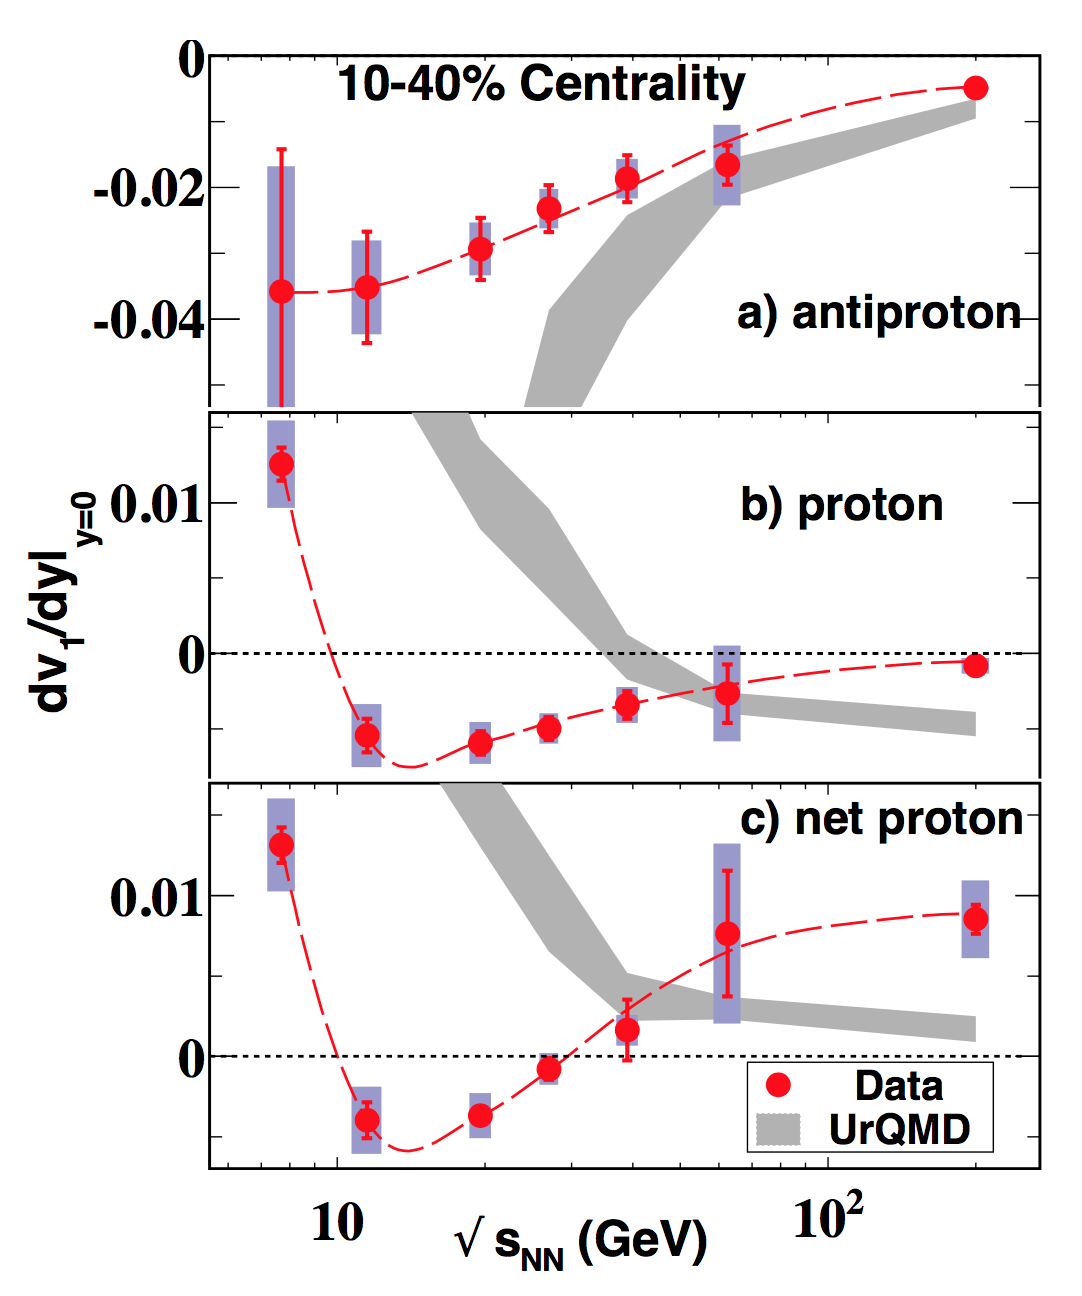 0
10-40% Centrality
-0.02
-0.04
a) antiproton
0.01
b) proton
0
dv1/dy|y=0
c) net proton
0.01
0
Data
UrQMD
10
10²
√ sNN (GeV)